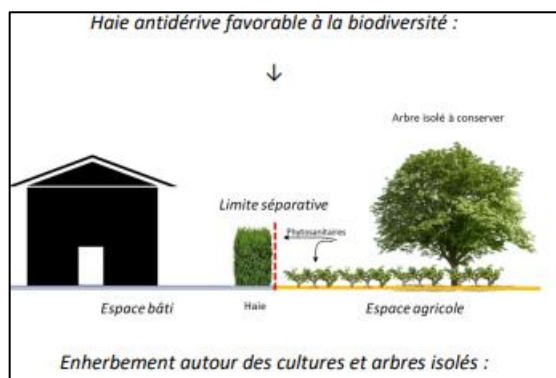 Haie antidérive favorable à la biodiversité :
↓
Arbre isolé à conserver
Limite séparative
Phytosanitaires
Espace bâti
Haie
Espace agricole
Enherbement autour des cultures et arbres isolés :